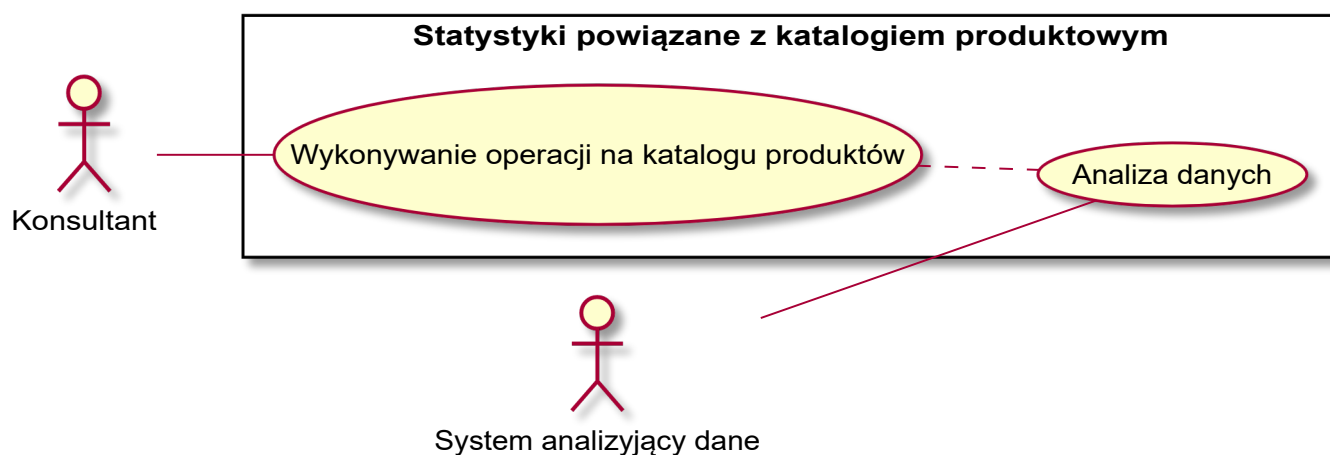 Statystyki powiązane z katalogiem produktowym
Wykonywanie operacji na katalogu produktów
Analiza danych
Konsultant
System analizyjący dane